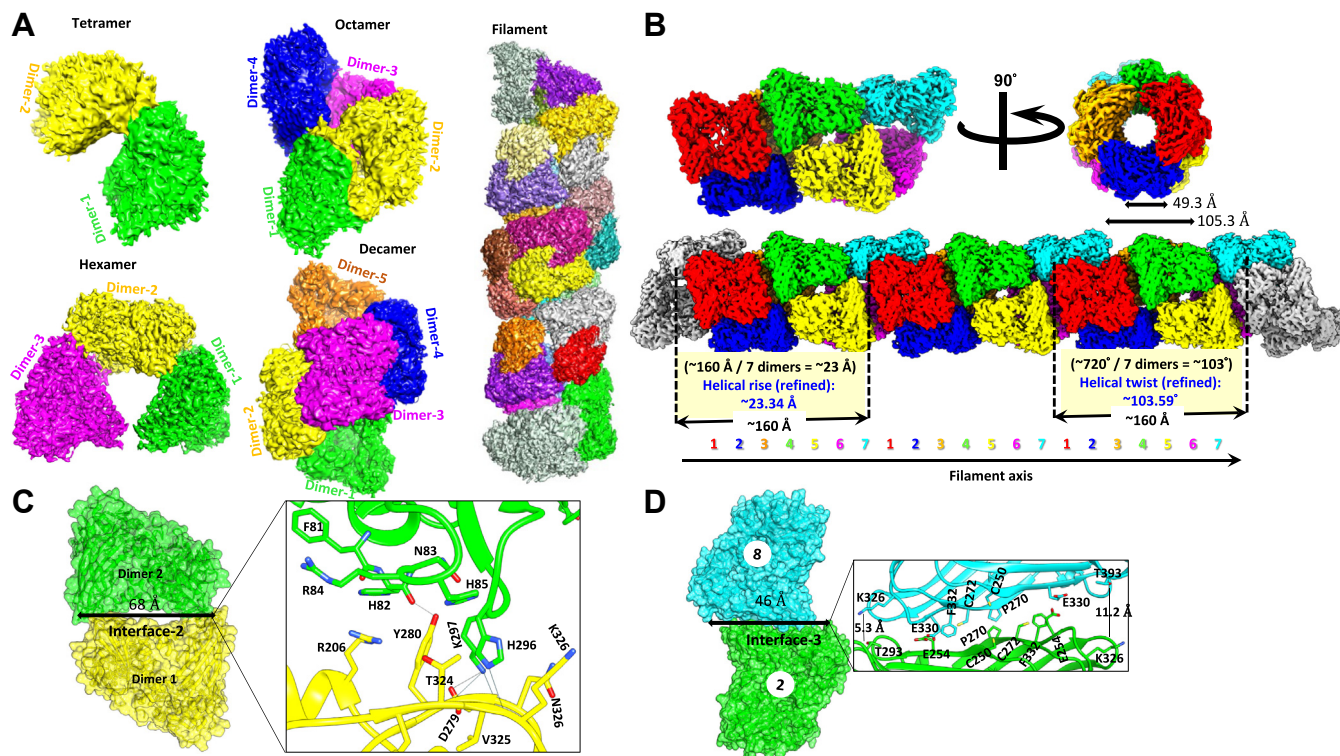 A
Tetramer
Dimer-2
Dimer-1
Octamer
Dimer-4
Dimer-3
Dimer-2
Dimer-1
Filament
Hexamer
Dimer-2
Dimer-3
Dimer-1
Decamer
Dimer-5
Dimer-4
Dimer-3
Dimer-2
Dimer-1
B
90°
49.3 Å
105.3 Å
(~160 Å / 7 dimers = ~23 Å)
Helical rise (refined):
~23.34 Å
~160 Å
(~720° / 7 dimers = ~103°)
Helical twist (refined):
~103.59°
~160 Å
1 2 3 4 5 6 7 1 2 3 4 5 6 7 1 2 3 4 5 6 7
Filament axis
C
Dimer 2
68 Å
Interface-2
Dimer 1
F81
N83
R84
H82
H85
R206
Y280
K297
H296
K326
T324
D279
V325
N326
D
8
46 Å
Interface-3
2
K326
F332
C272
C250
P270
T393
E330
5.3 Å
E330
P270
11.2 Å
T293
E254
C250
C272
F332
E254
K326